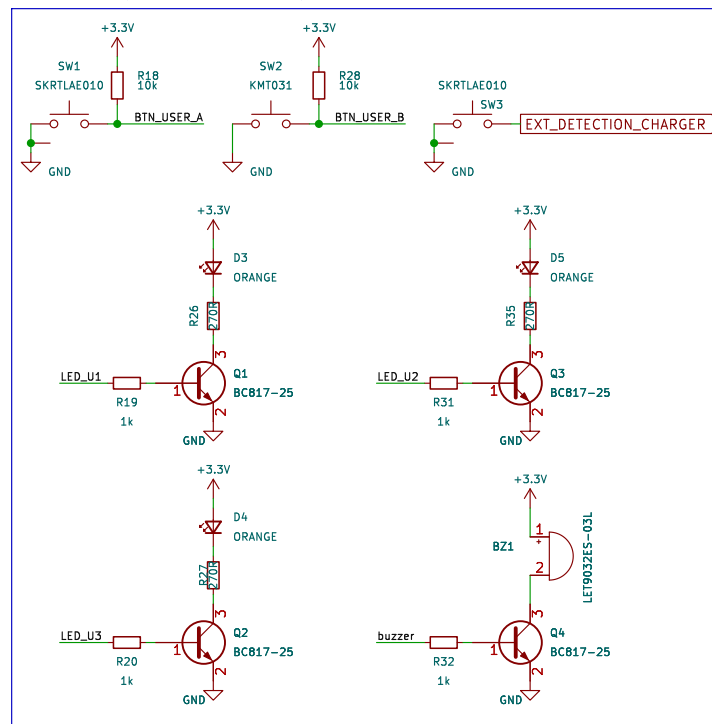 +3.3V
+3.3V
SW1
SKRTLAE010
R18
10k
SW2
KMT031
R28
10k
SKRTLAE010
SW3
BTN_USER_A
BTN_USER_B
EXT_DETECTION_CHARGER
GND
GND
GND
+3.3V
D3
ORANGE
R26
270R
LED_U1
R19
1k
1
3
2
Q1
BC817-25
GND
+3.3V
D5
ORANGE
R35
270R
LED_U2
R31
1k
1
3
2
Q3
BC817-25
GND
+3.3V
D4
ORANGE
R27
270R
LED_U3
R20
1k
1
3
2
Q2
BC817-25
GND
+3.3V
BZ1
1
+
2
LET9032ES-03L
buzzer
R32
1k
1
3
2
Q4
BC817-25
GND